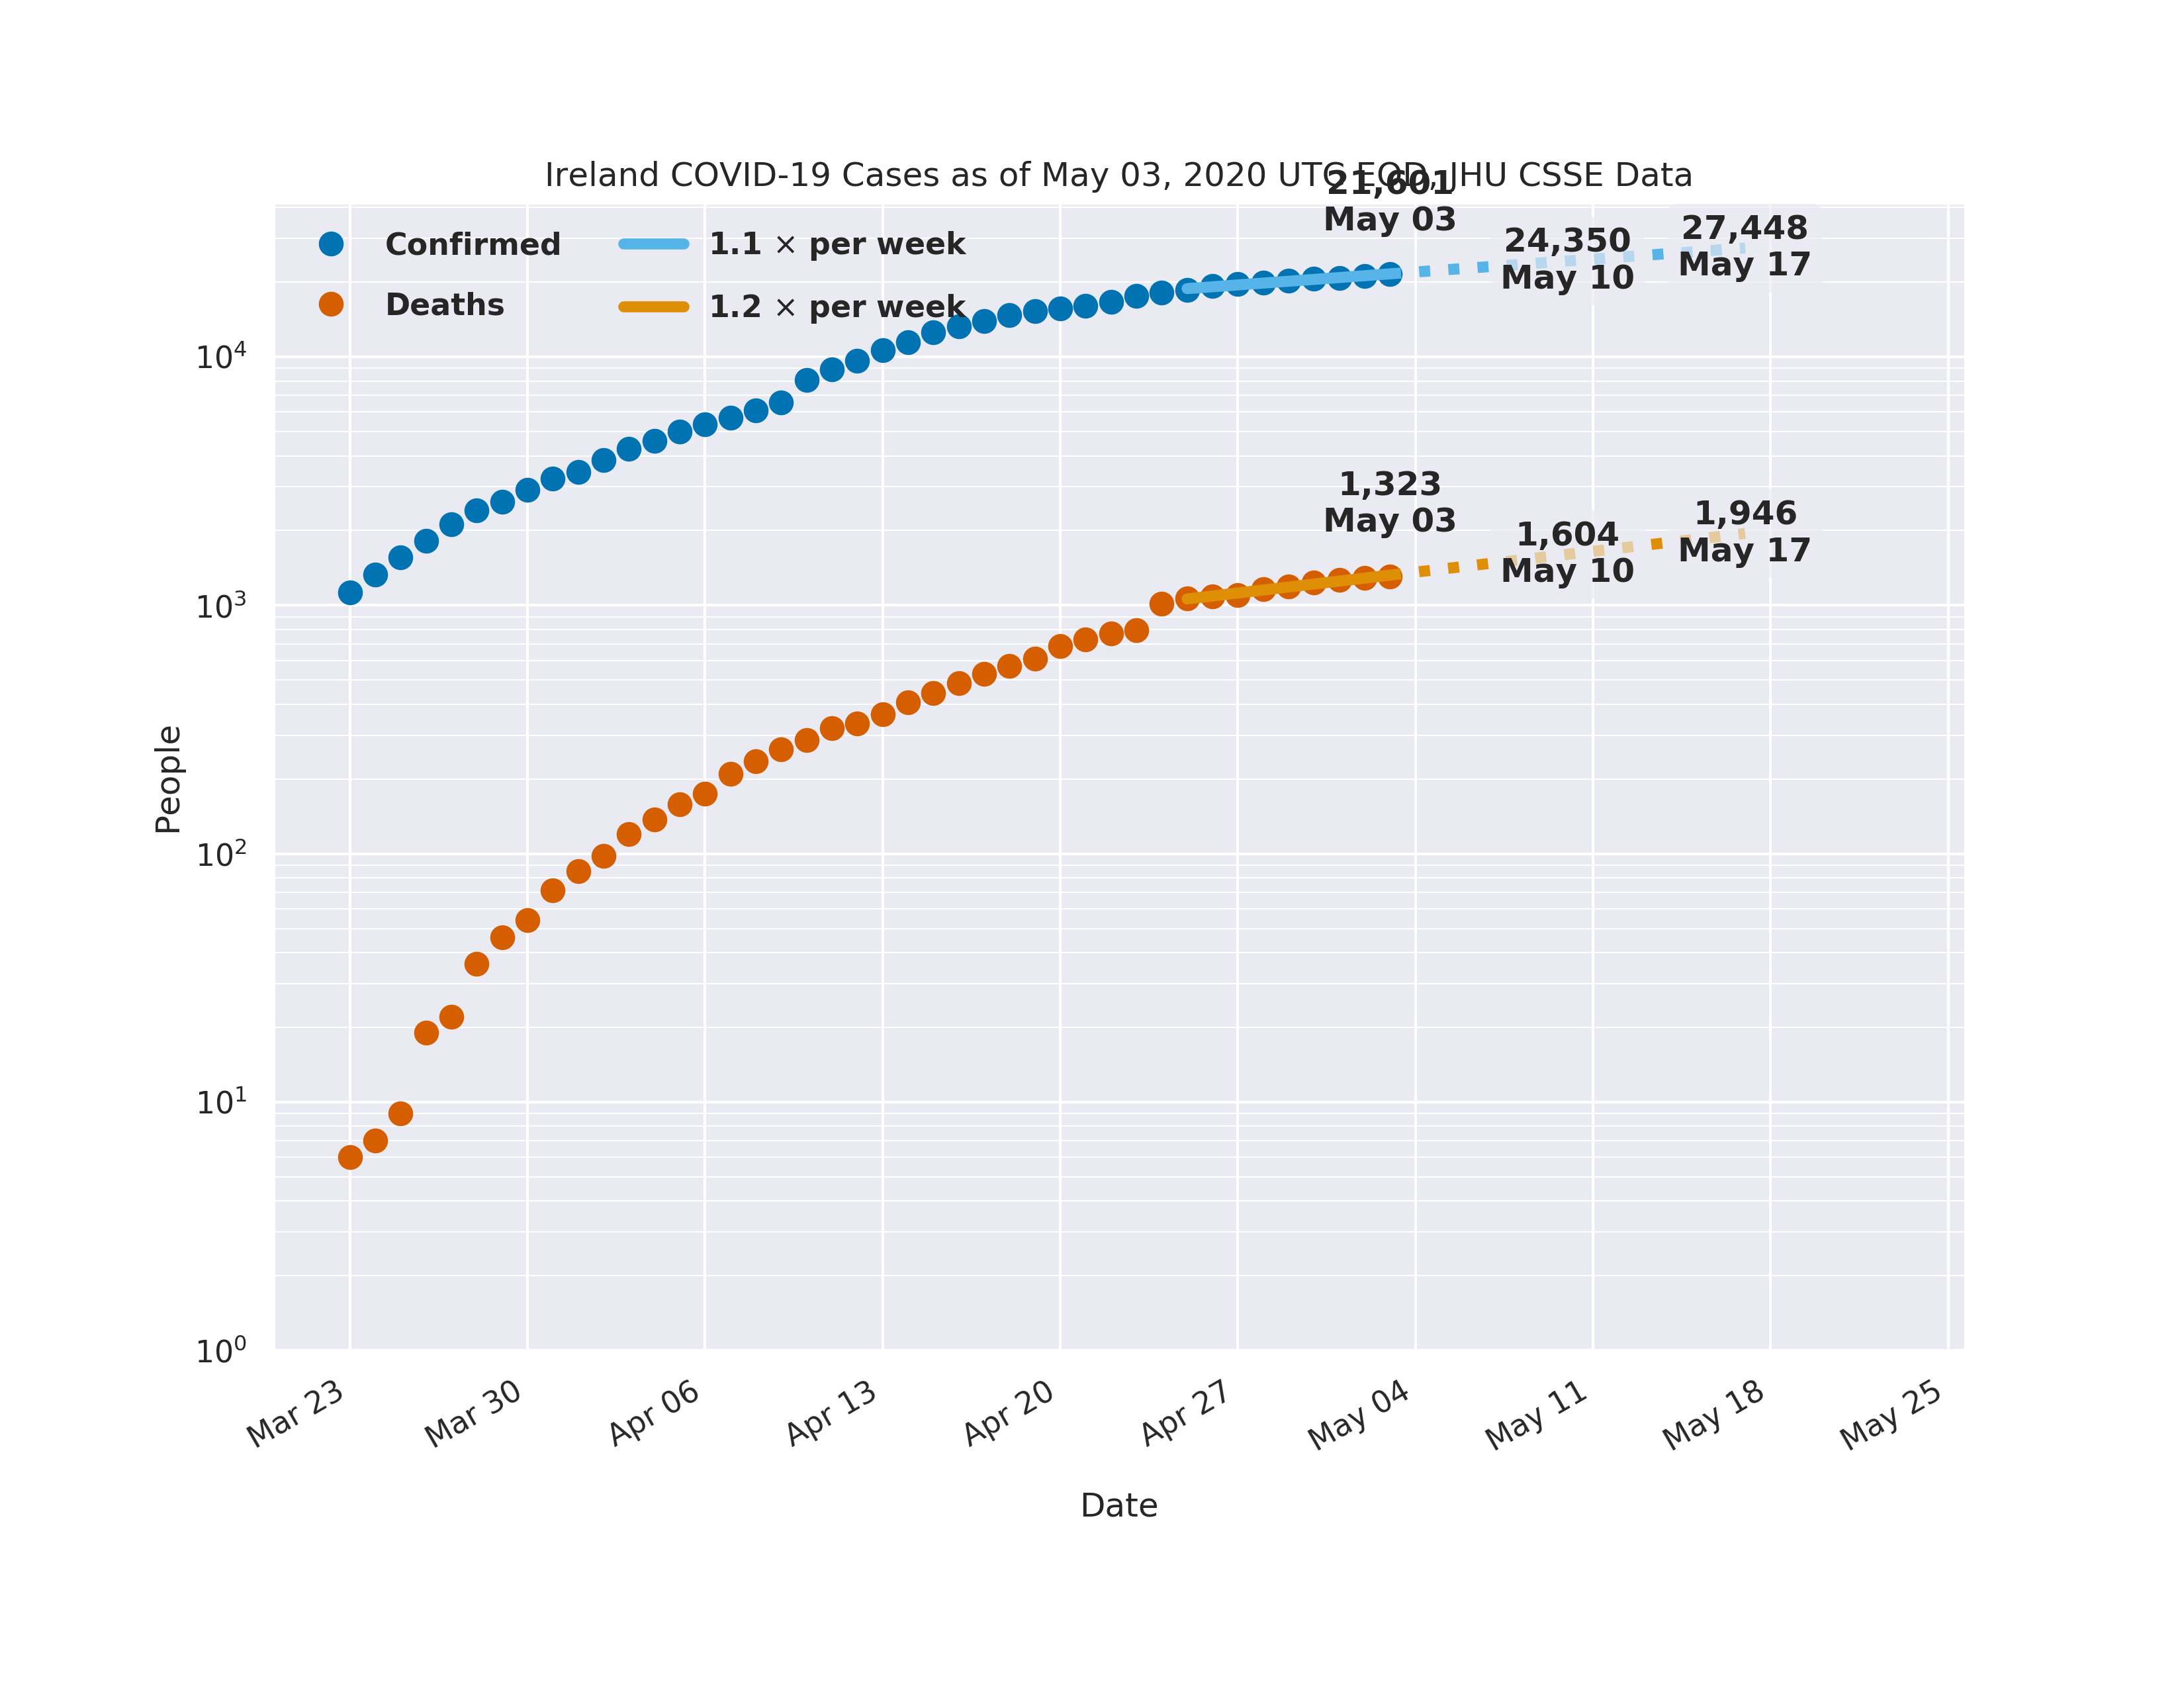 Ireland COVID-19 Cases as of May 03, 2020 UTC EOD, JHU CSSE Data
21,601
May 03
24,350
May 10
27,448
May 17
Confirmed
Deaths
1.1 × per week
1.2 × per week
1,323
May 03
1,604
May 10
1,946
May 17
People
10⁴
10³
10²
10¹
10⁰
Mar 23
Mar 30
Apr 06
Apr 13
Apr 20
Apr 27
May 04
May 11
May 18
May 25
Date